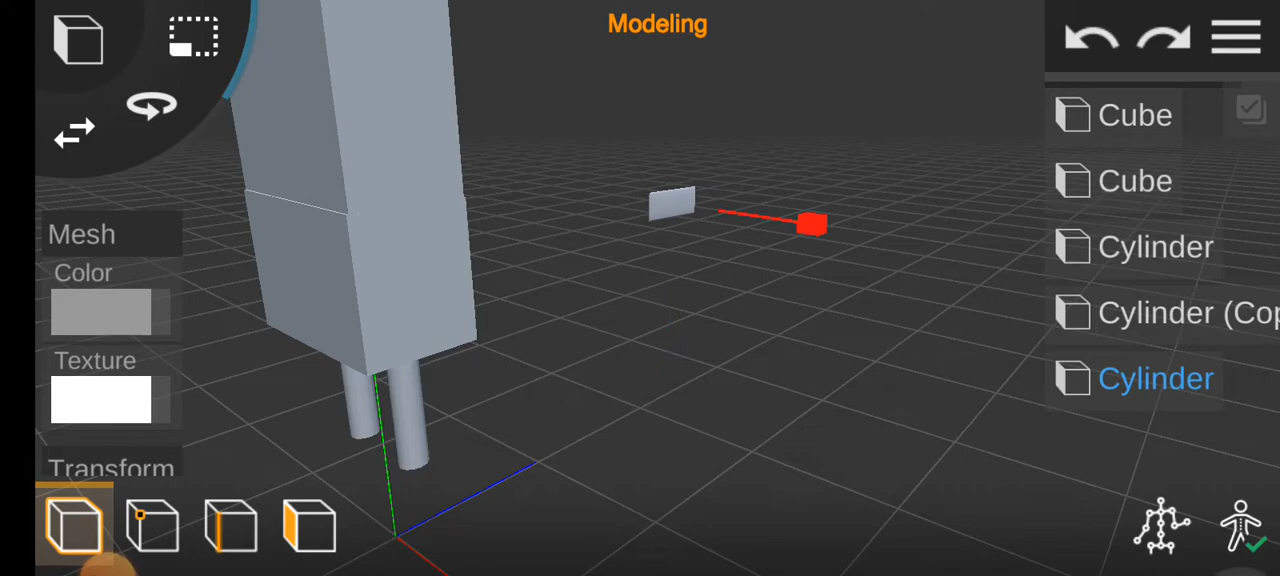 Modeling
Cube
Cube
Cylinder
Cylinder (Cop
Cylinder
Mesh
Color
Texture
Transform